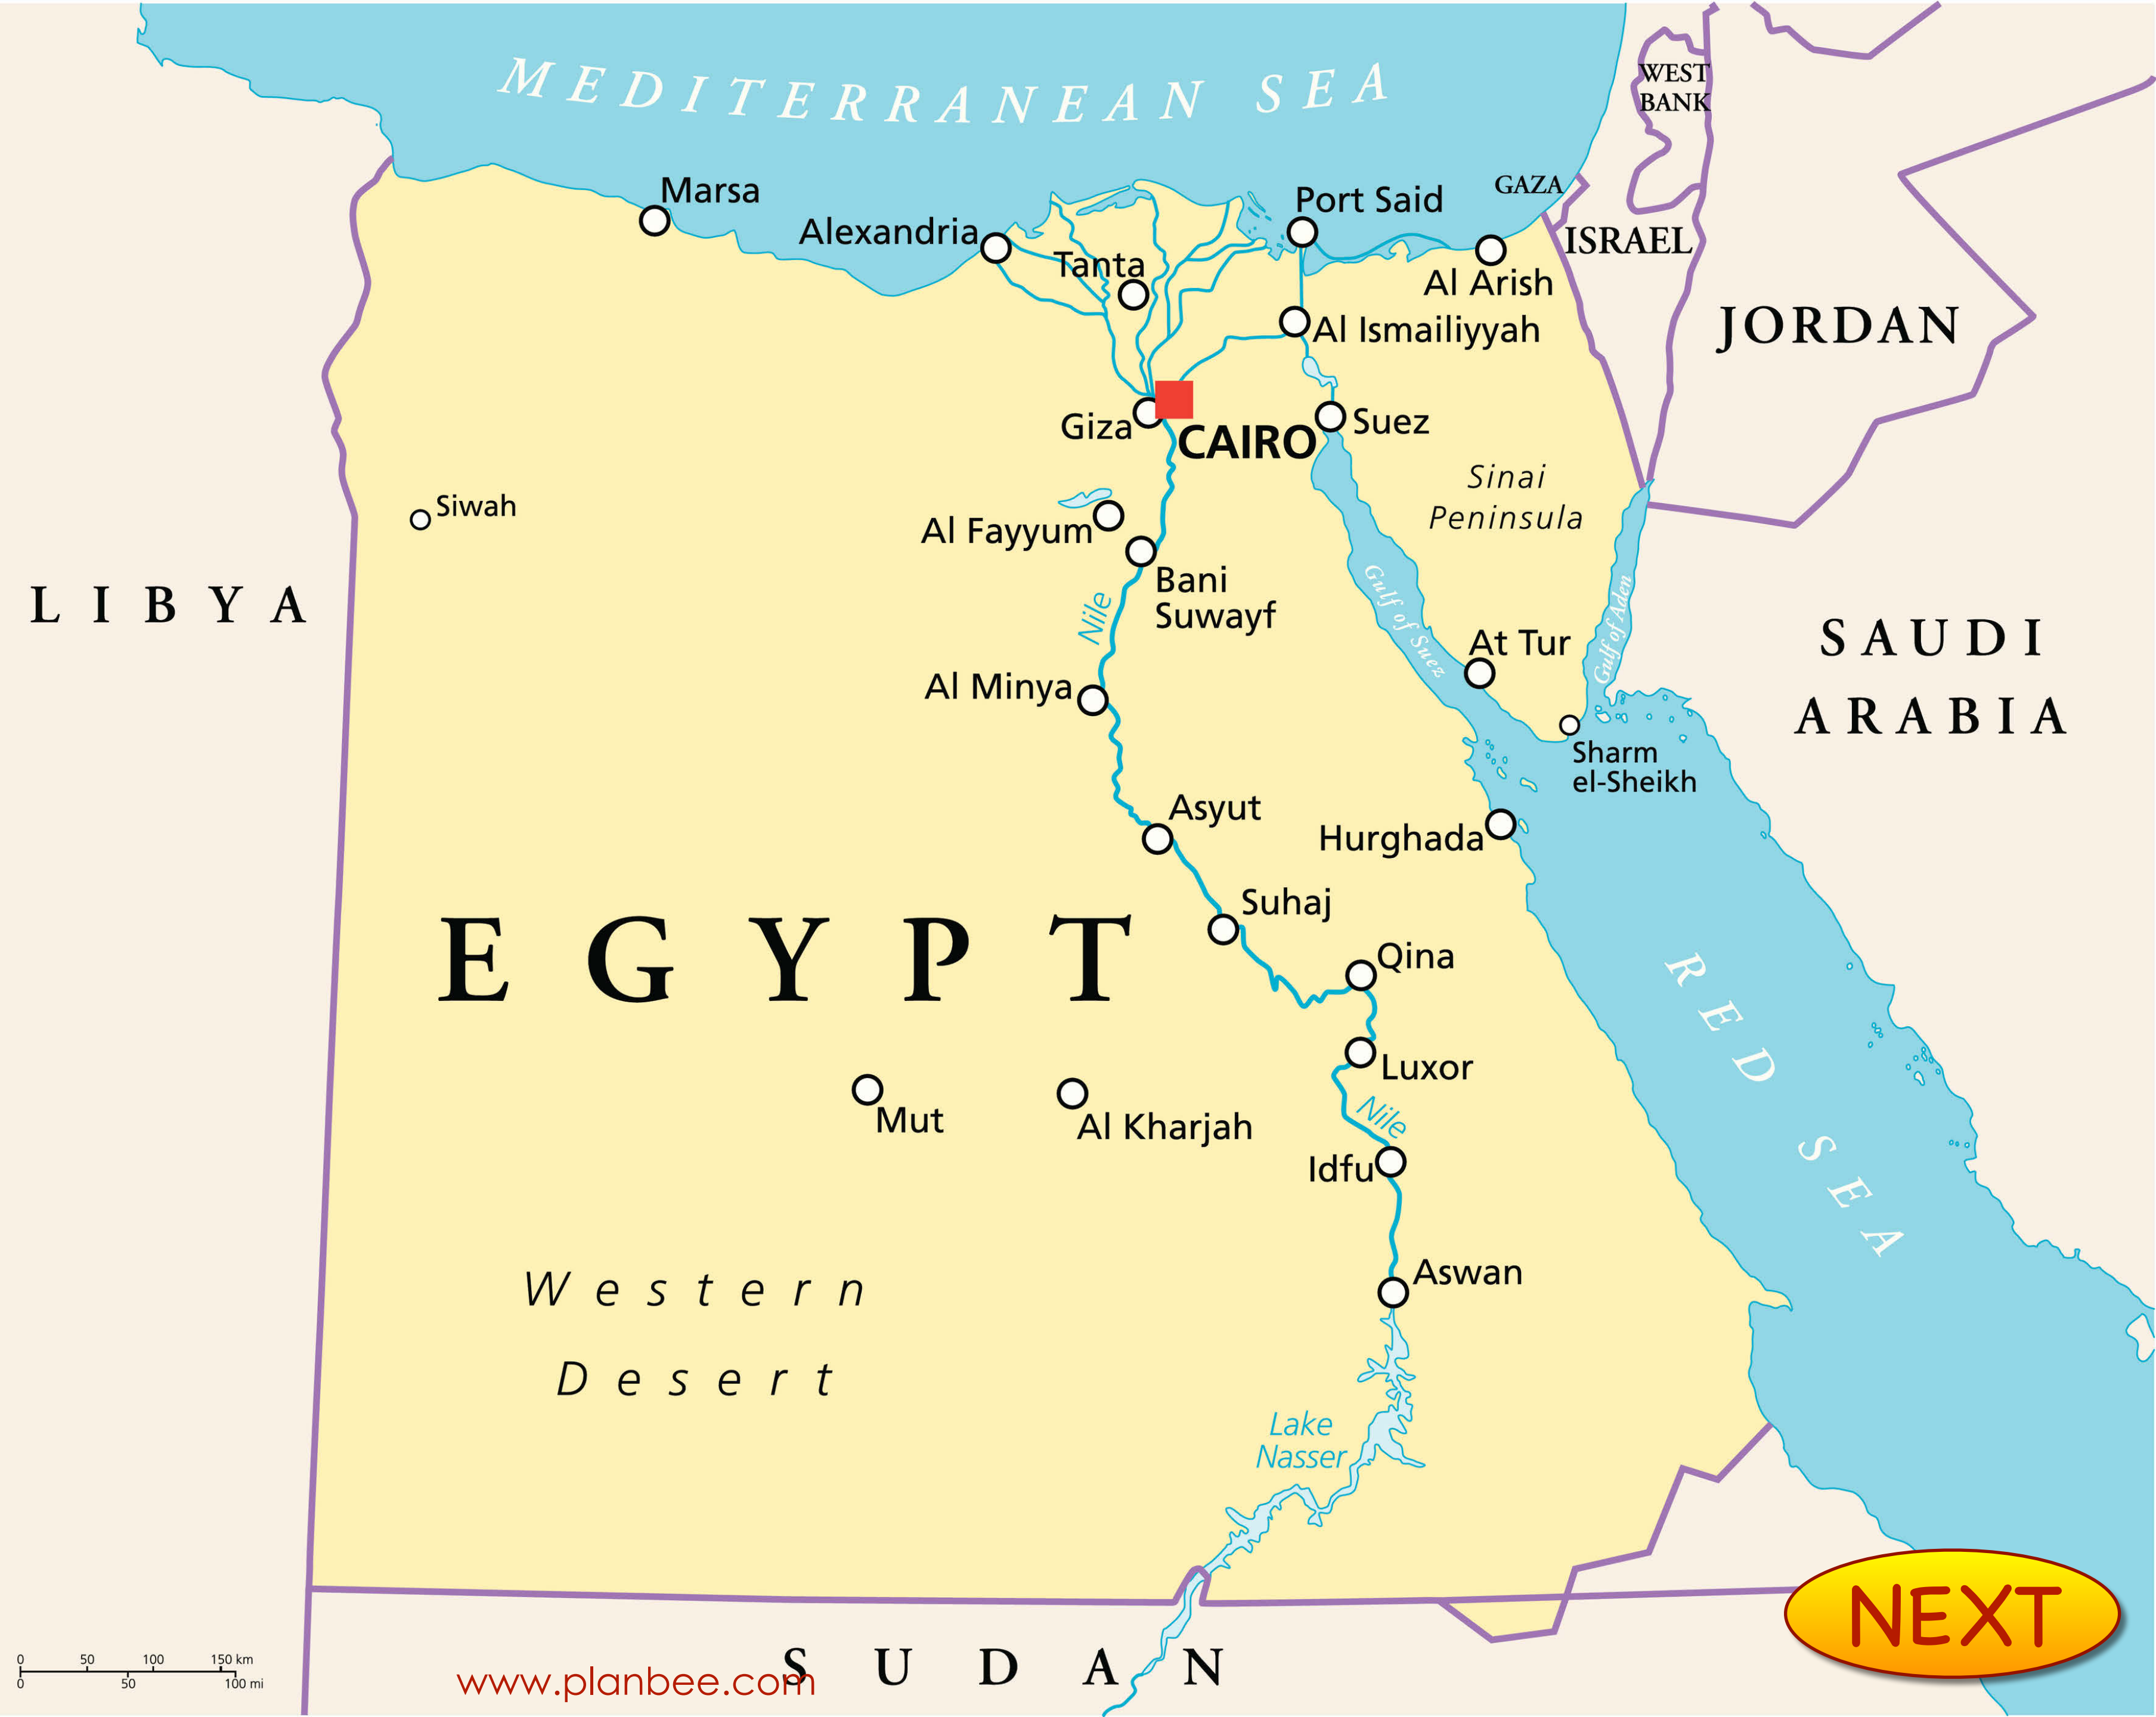 MEDITERRANEAN SEA
WEST
BANK
GAZA
ISRAEL
JORDAN
Marsa
Alexandria
Tanta
Port Said
Al Arish
Al Ismailiyyah
Giza
CAIRO
Suez
Sinai
Peninsula
Siwah
Al Fayyum
Bani
Suwayf
Nile
LIBYA
Gulf of Suez
Gulf of Aden
At Tur
SAUDI
ARABIA
Al Minya
Sharm
el-Sheikh
Asyut
Hurghada
Suhaj
EGYPT
Qina
RED SEA
Luxor
Mut
Al Kharjah
Nile
Idfu
Western
Desert
Aswan
Lake
Nasser
NEXT
SUDAN
www.planbee.com
0 50 100 150 km
0 50 100 mi